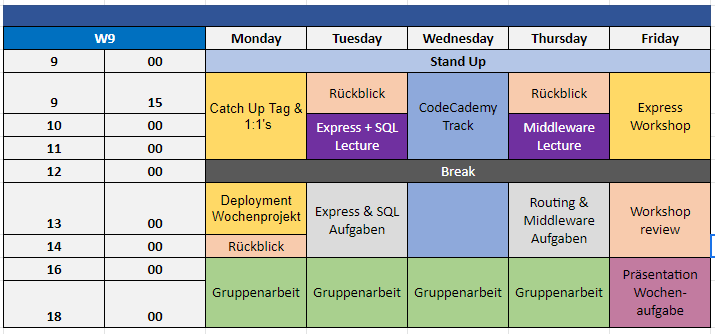 W9 Monday Tuesday Wednesday Thursday Friday
9 00 Stand Up
9 15 Catch Up Tag &
1:1's
Rückblick
CodeCademy
Track
Rückblick
Express
Workshop
10 00 Express + SQL
Lecture
Middleware
Lecture
11 00
12 00 Break
13 00 Deployment
Wochenprojekt
Express & SQL
Aufgaben
Routing &
Middleware
Aufgaben
Workshop
review
14 00 Rückblick
16 00 Gruppenarbeit Gruppenarbeit Gruppenarbeit Gruppenarbeit Präsentation
Wochen-
aufgabe
18 00